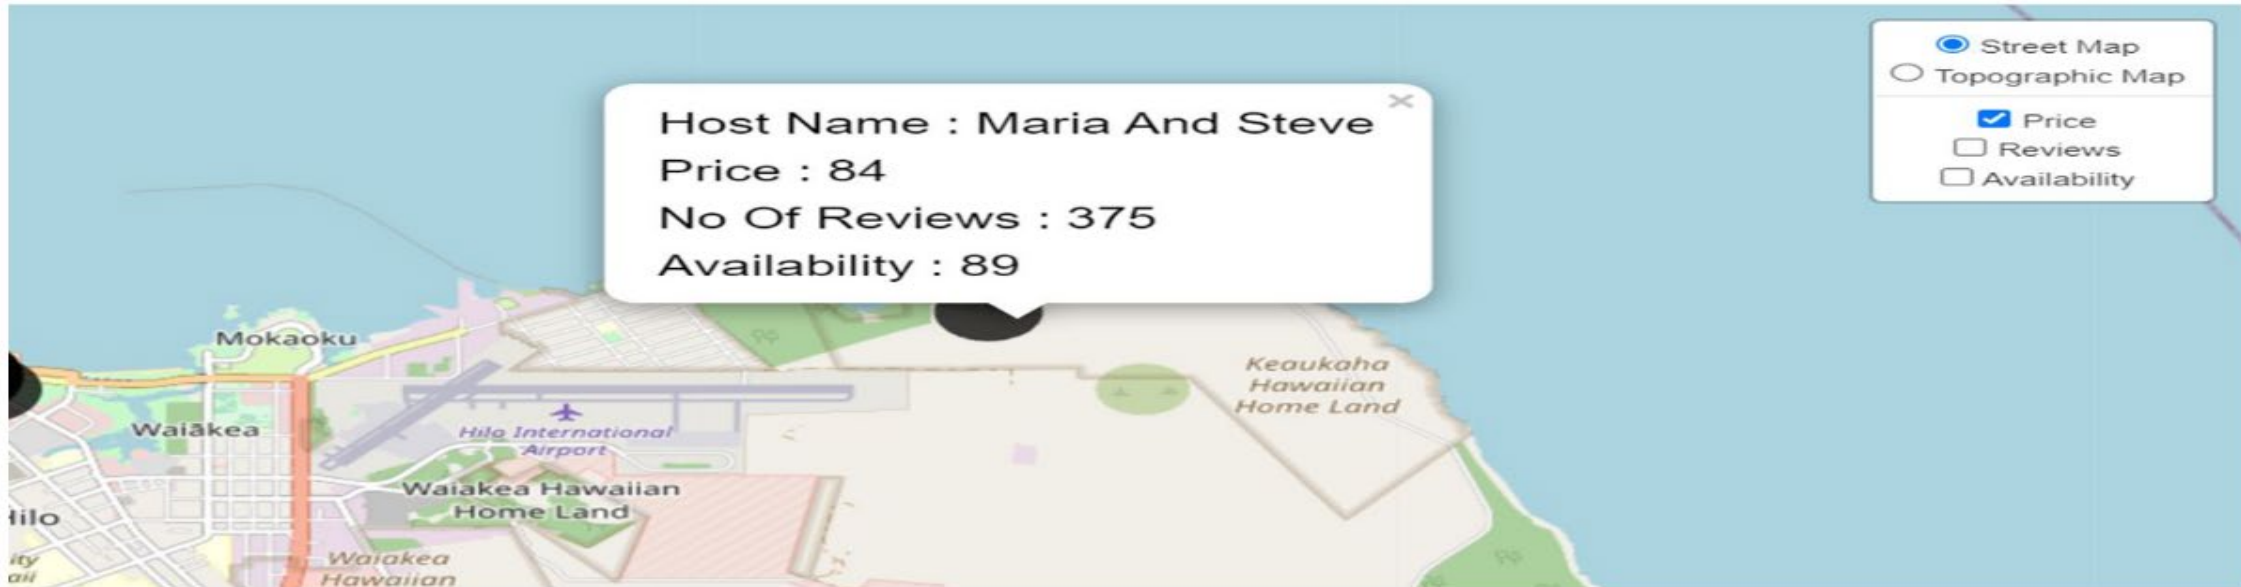 Street Map
Topographic Map
Price
Reviews
Availability
×
Host Name : Maria And Steve
Price : 84
No Of Reviews : 375
Availability : 89
Mokaoku
Keaukaha
Hawaiian
Home Land
Waiākea
Hilo International
Airport
Waiakea Hawaiian
Home Land
Hilo
Waiakea
Hawaiian